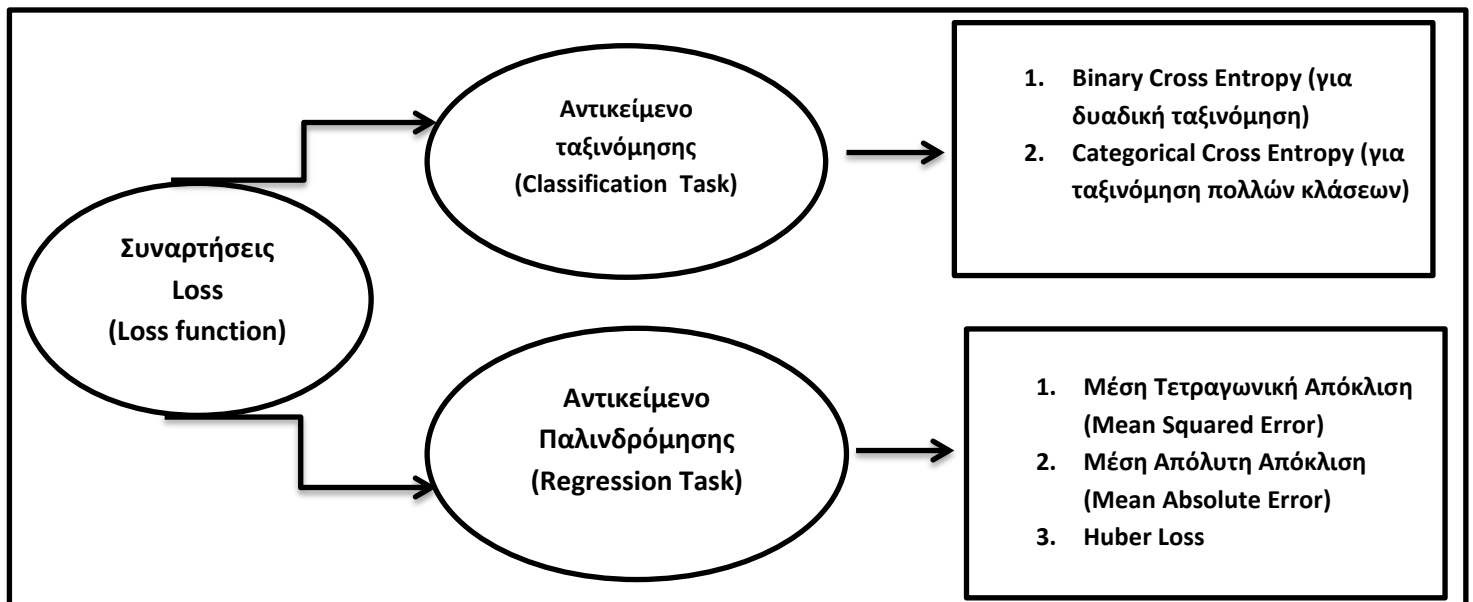 Συναρτήσεις
Loss
(Loss function)
Αντικείμενο
ταξινόμησης
(Classification Task)
1. Binary Cross Entropy (για
δυαδική ταξινόμηση)
2. Categorical Cross Entropy (για
ταξινόμηση πολλών κλάσεων)
Αντικείμενο
Παλινδρόμησης
(Regression Task)
1. Μέση Τετραγωνική Απόκλιση
(Mean Squared Error)
2. Μέση Απόλυτη Απόκλιση
(Mean Absolute Error)
3. Huber Loss